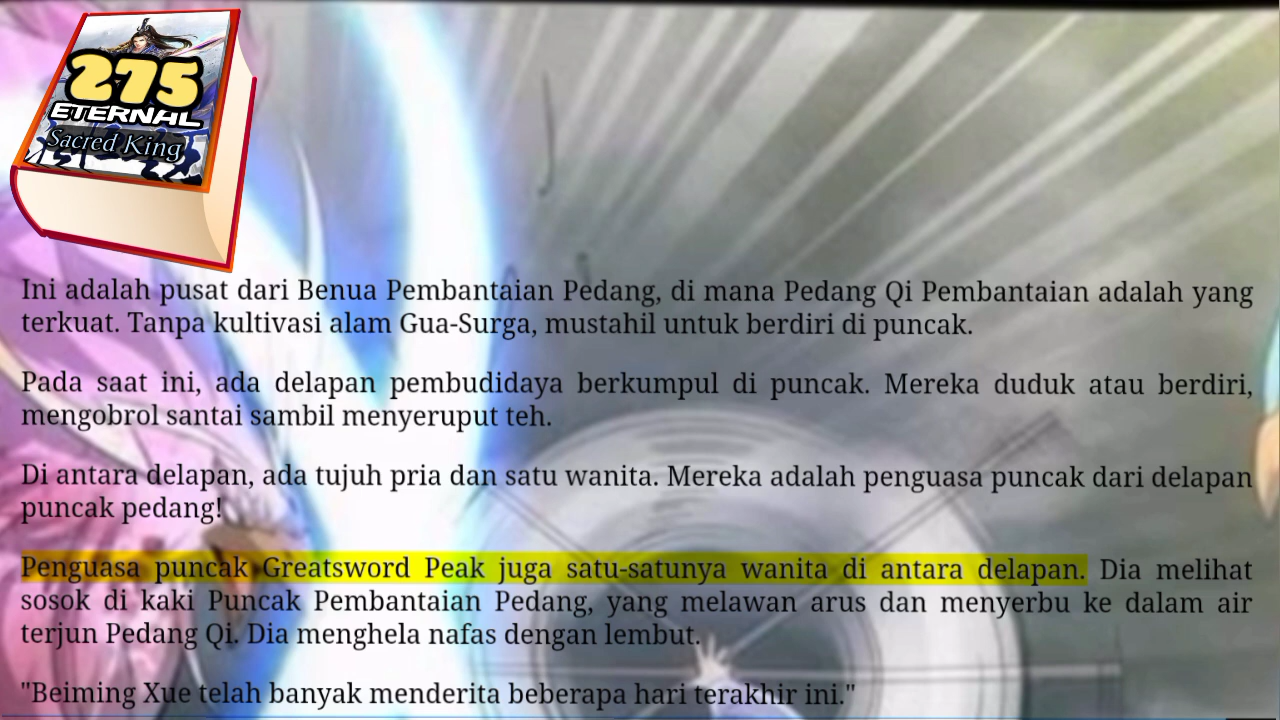 275
ETERNAL
Sacred King
Ini adalah pusat dari Benua Pembantaian Pedang, di mana Pedang Qi Pembantaian adalah yang
terkuat. Tanpa kultivasi alam Gua-Surga, mustahil untuk berdiri di puncak.
Pada saat ini, ada delapan pembudidaya berkumpul di puncak. Mereka duduk atau berdiri,
mengobrol santai sambil menyeruput teh.
Di antara delapan, ada tujuh pria dan satu wanita. Mereka adalah penguasa puncak dari delapan
puncak pedang!
Penguasa puncak Greatsword Peak juga satu-satunya wanita di antara delapan. Dia melihat
sosok di kaki Puncak Pembantaian Pedang, yang melawan arus dan menyerbu ke dalam air
terjun Pedang Qi. Dia menghela nafas dengan lembut.
"Beiming Xue telah banyak menderita beberapa hari terakhir ini."